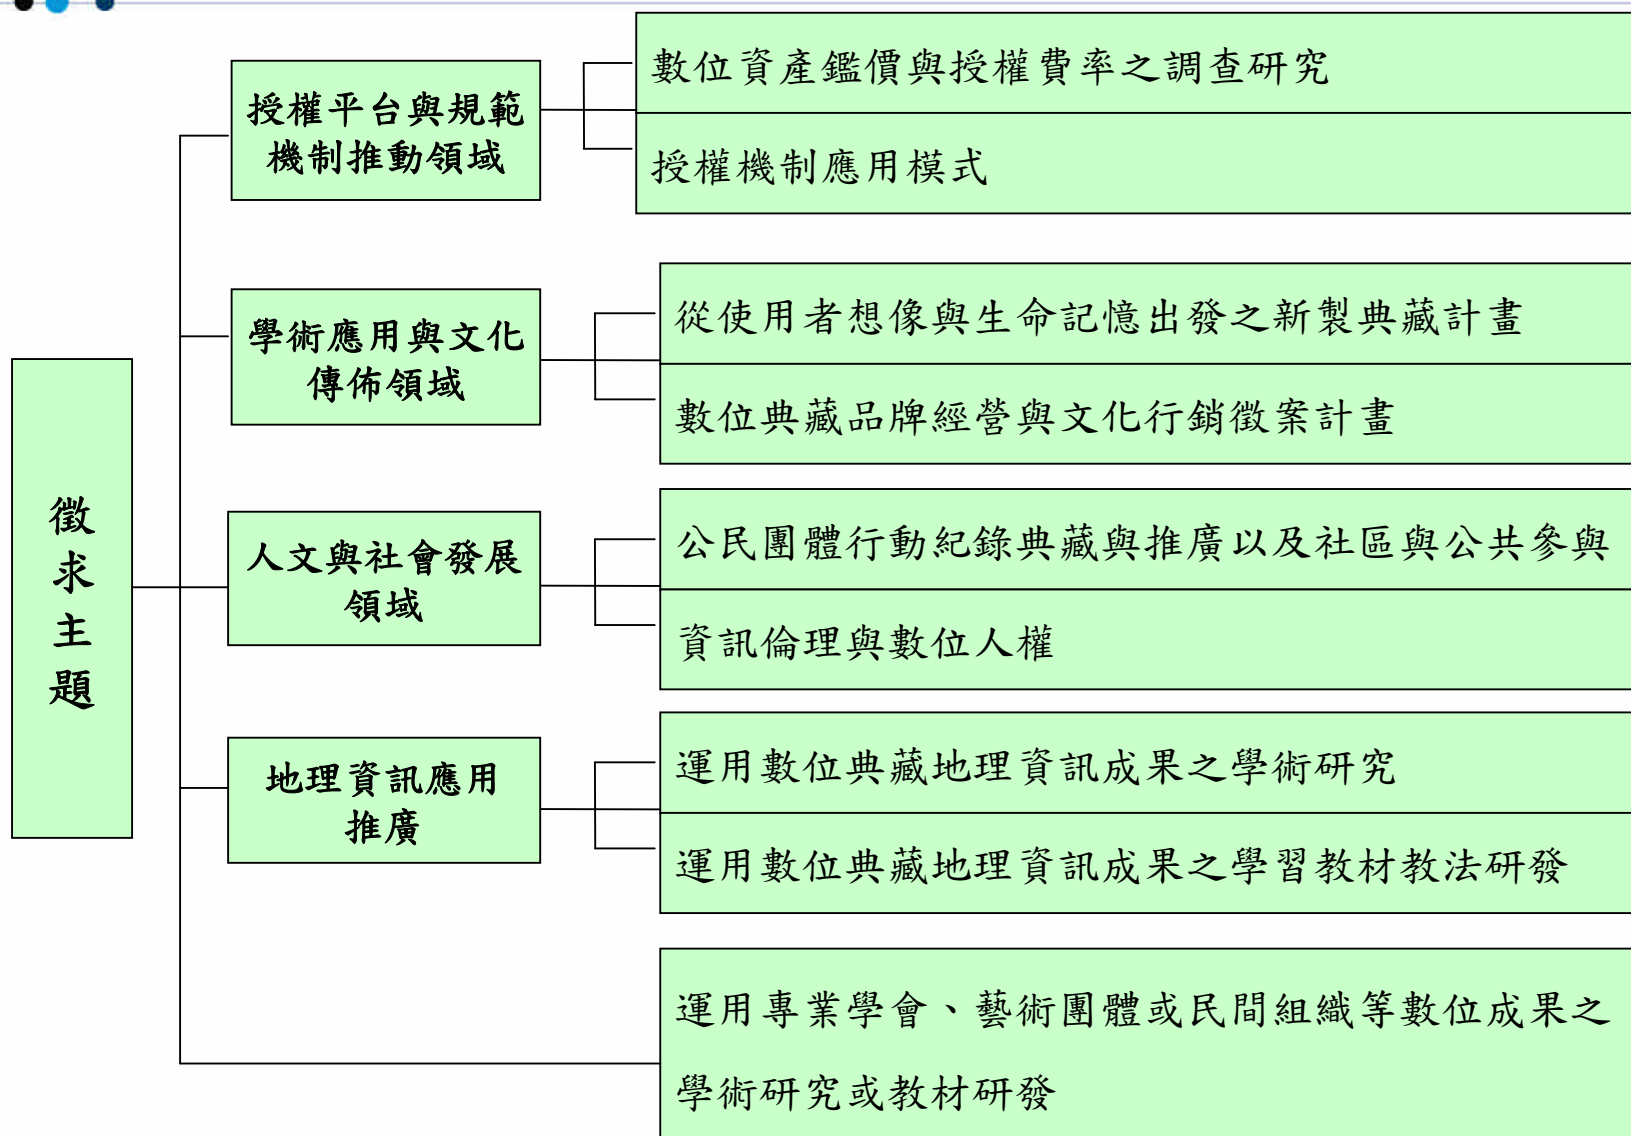 徵求主題
授權平台與規範
機制推動領域
數位資產鑑價與授權費率之調查研究
授權機制應用模式
學術應用與文化
傳佈領域
從使用者想像與生命記憶出發之新製典藏計畫
數位典藏品牌經營與文化行銷徵案計畫
人文與社會發展
領域
公民團體行動紀錄典藏與推廣以及社區與公共參與
資訊倫理與數位人權
地理資訊應用
推廣
運用數位典藏地理資訊成果之學術研究
運用數位典藏地理資訊成果之學習教材教法研發
運用專業學會、藝術團體或民間組織等數位成果之
學術研究或教材研發